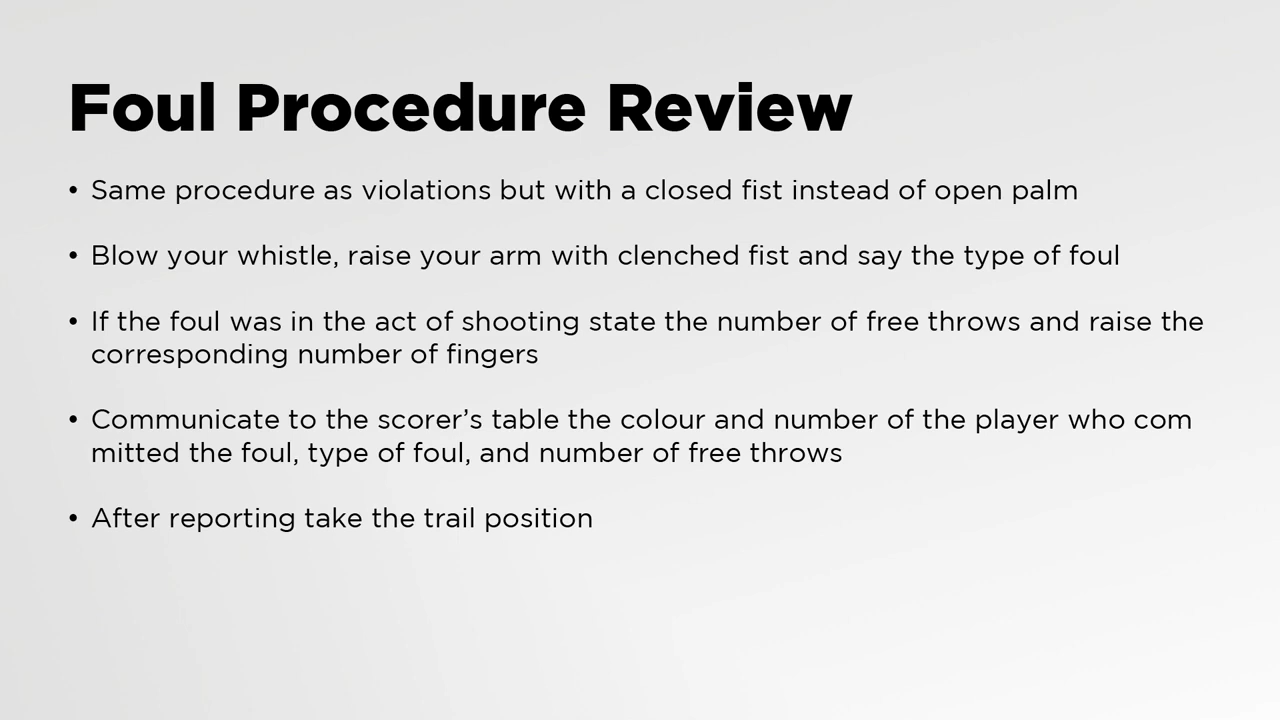 Foul Procedure Review
• Same procedure as violations but with a closed fist instead of open palm
• Blow your whistle, raise your arm with clenched fist and say the type of foul
• If the foul was in the act of shooting state the number of free throws and raise the
corresponding number of fingers
• Communicate to the scorer’s table the colour and number of the player who com
mitted the foul, type of foul, and number of free throws
• After reporting take the trail position